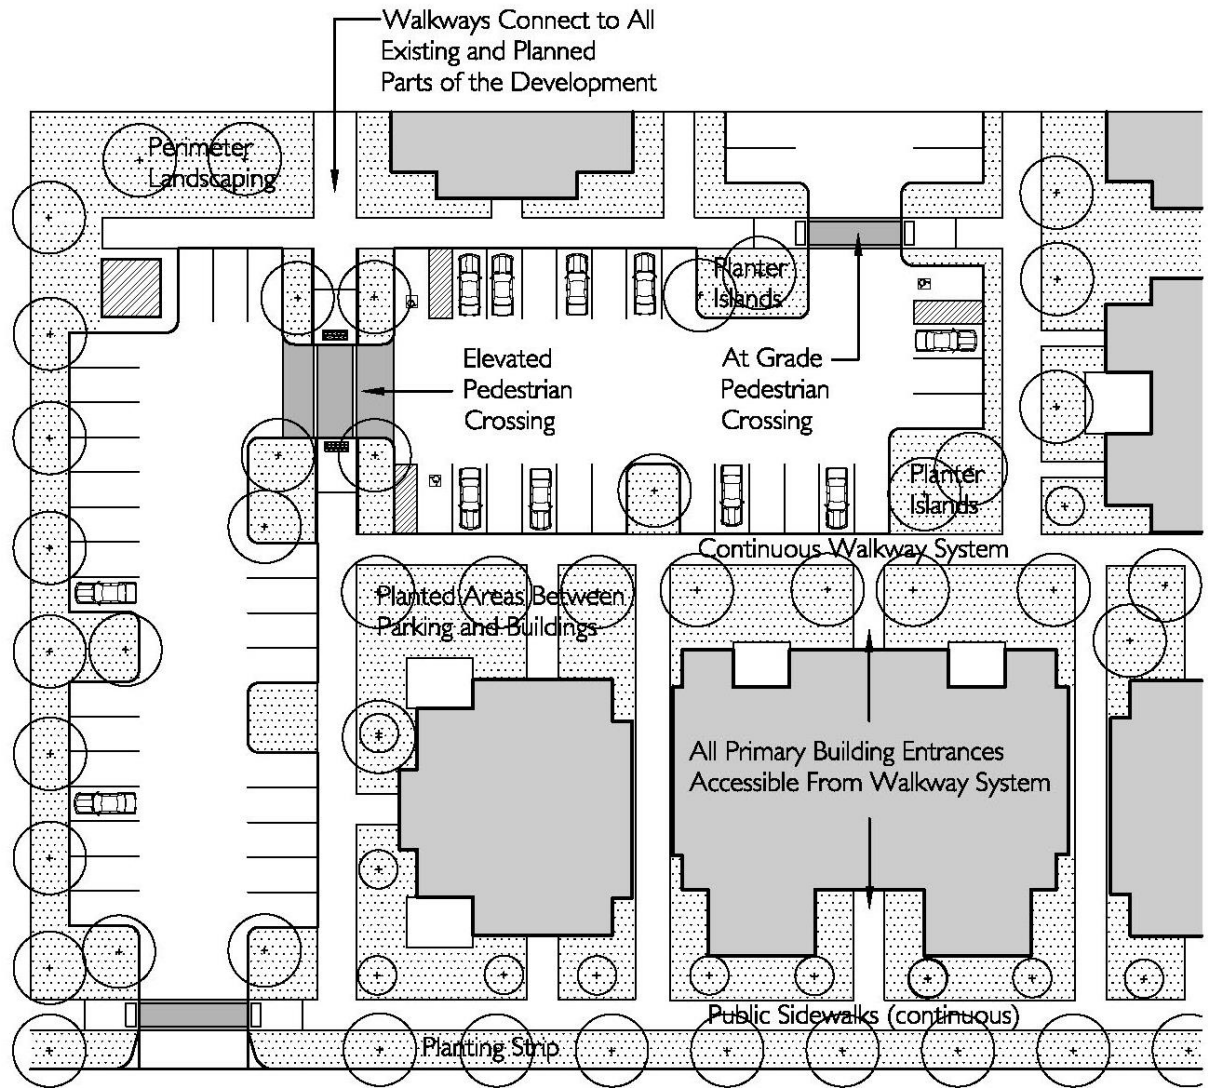 Walkways Connect to All
Existing and Planned
Parts of the Development
Perimeter
Landscaping
Planter
Islands
Elevated
Pedestrian
Crossing
At Grade
Pedestrian
Crossing
Planter
Islands
Continuous Walkway System
Planted Areas Between
Parking and Buildings
All Primary Building Entrances
Accessible From Walkway System
Public Sidewalks (continuous)
Planting Strip